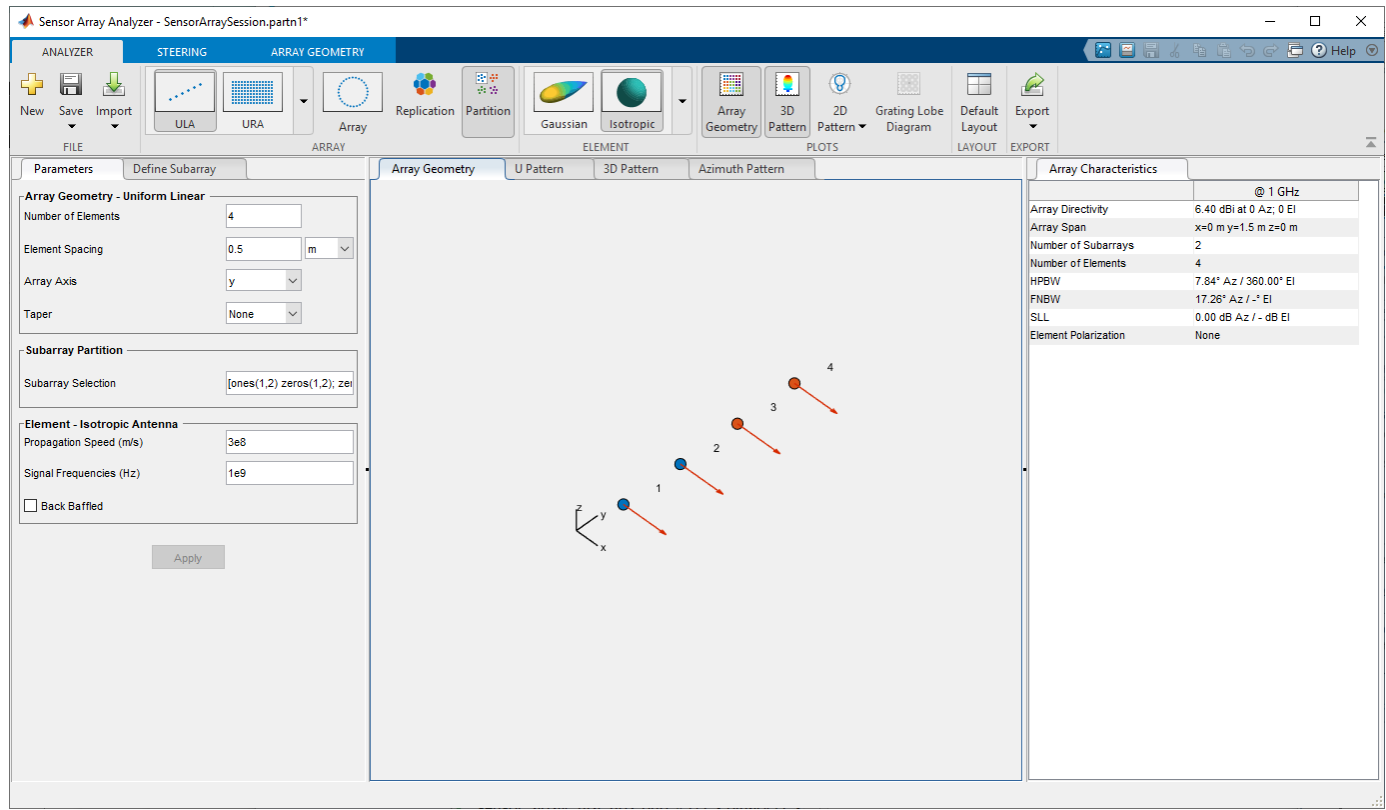 Sensor Array Analyzer - SensorArraySession.partn1*
ANALYZER STEERING ARRAY GEOMETRY
? Help
New Save Import
ULA URA
Array
Replication Partition
Gaussian Isotropic
Array Geometry
3D Pattern
2D Pattern
Grating Lobe Diagram
Default Layout
Export
FILE ARRAY ELEMENT PLOTS LAYOUT EXPORT
Parameters Define Subarray
Array Geometry - Uniform Linear
Number of Elements 4
Element Spacing 0.5 m
Array Axis y
Taper None
Subarray Partition
Subarray Selection [ones(1,2) zeros(1,2); zer
Element - Isotropic Antenna
Propagation Speed (m/s) 3e8
Signal Frequencies (Hz) 1e9
Back Baffled
Apply
Array Geometry U Pattern 3D Pattern Azimuth Pattern
4
3
2
1
z
y
x
Array Characteristics
@ 1 GHz
Array Directivity 6.40 dBi at 0 Az; 0 El
Array Span x=0 m y=1.5 m z=0 m
Number of Subarrays 2
Number of Elements 4
HPBW 7.84° Az / 360.00° El
FNBW 17.26° Az / -° El
SLL 0.00 dB Az / - dB El
Element Polarization None